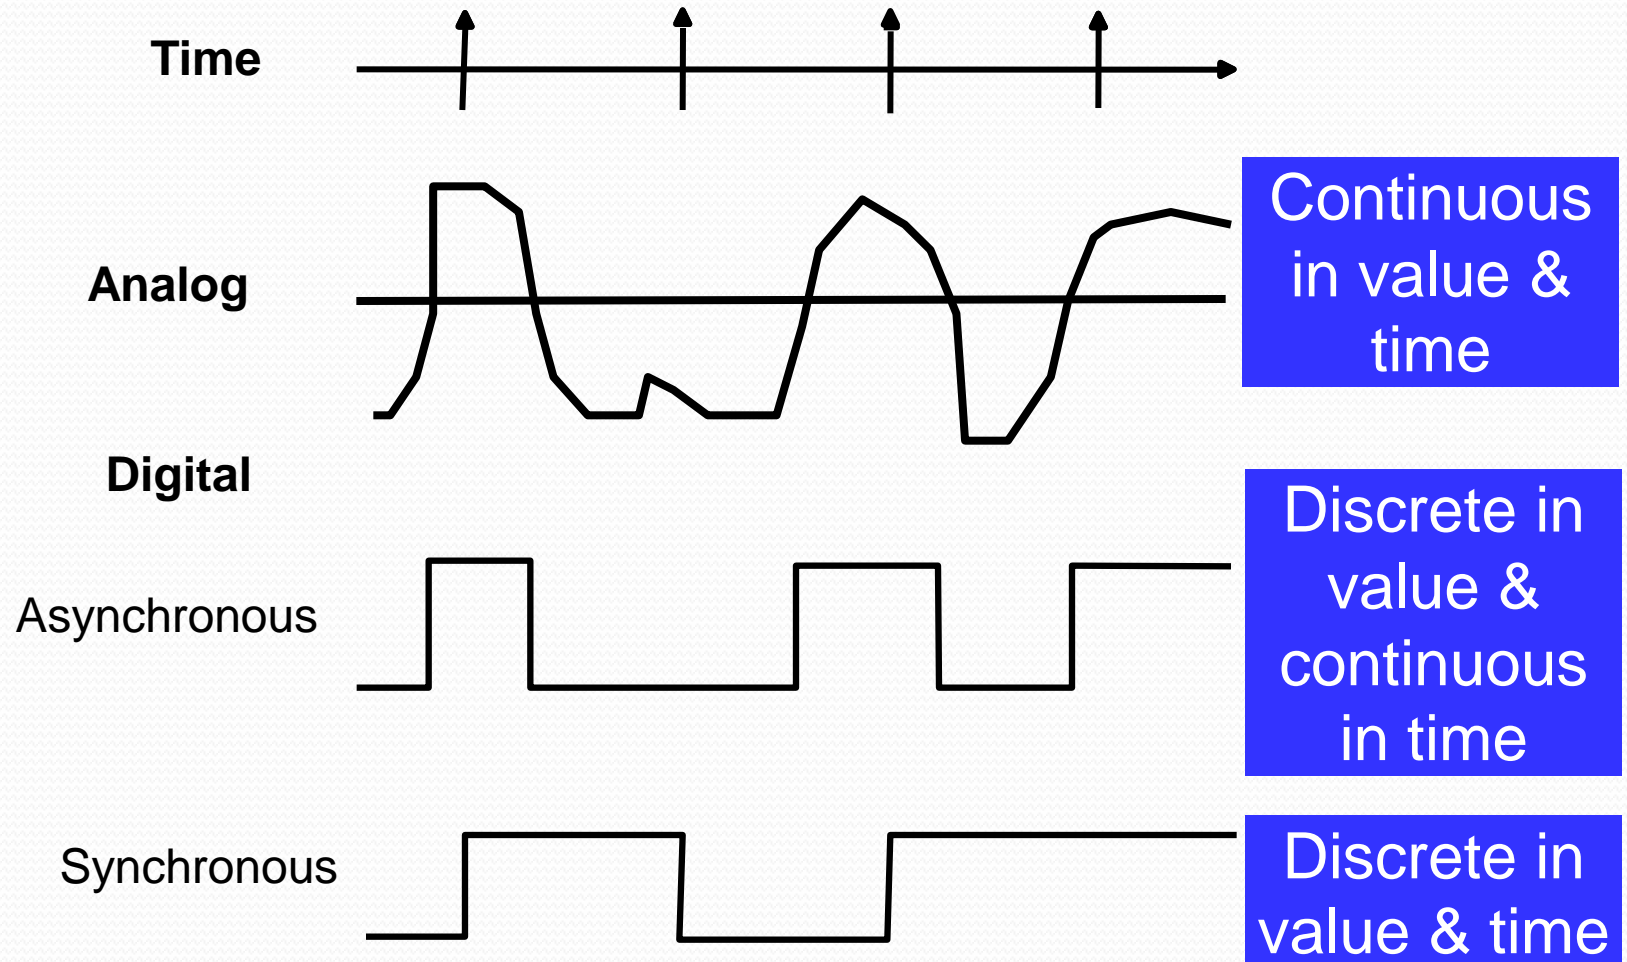 Time
Analog
Continuous
in value &
time
Digital
Asynchronous
Discrete in
value &
continuous
in time
Synchronous
Discrete in
value & time